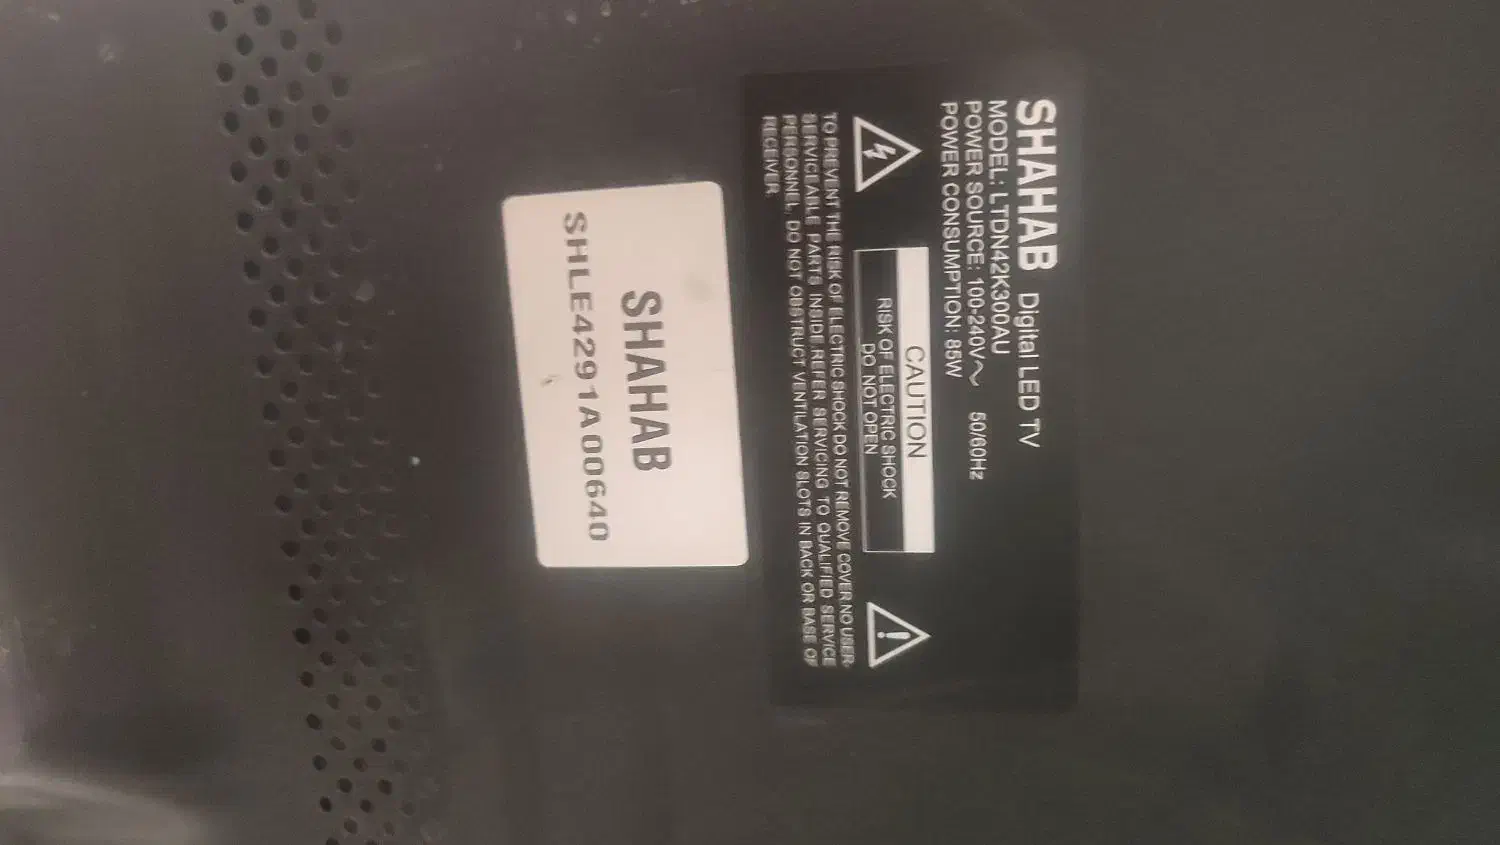 SHAHAB Digital LED TV
MODEL: LTDN42K300AU
POWER SOURCE: 100-240V~ 50/60Hz
POWER CONSUMPTION: 85W
CAUTION
RISK OF ELECTRIC SHOCK
DO NOT OPEN
TO PREVENT THE RISK OF ELECTRIC SHOCK DO NOT REMOVE COVER NO USER-
SERVICEABLE PARTS INSIDE.REFER SERVICING TO QUALIFIED SERVICE
PERSONNEL. DO NOT OBSTRUCT VENTILATION SLOTS IN BACK OR BASE OF
RECEIVER.
SHAHAB
SHLE4291A00640